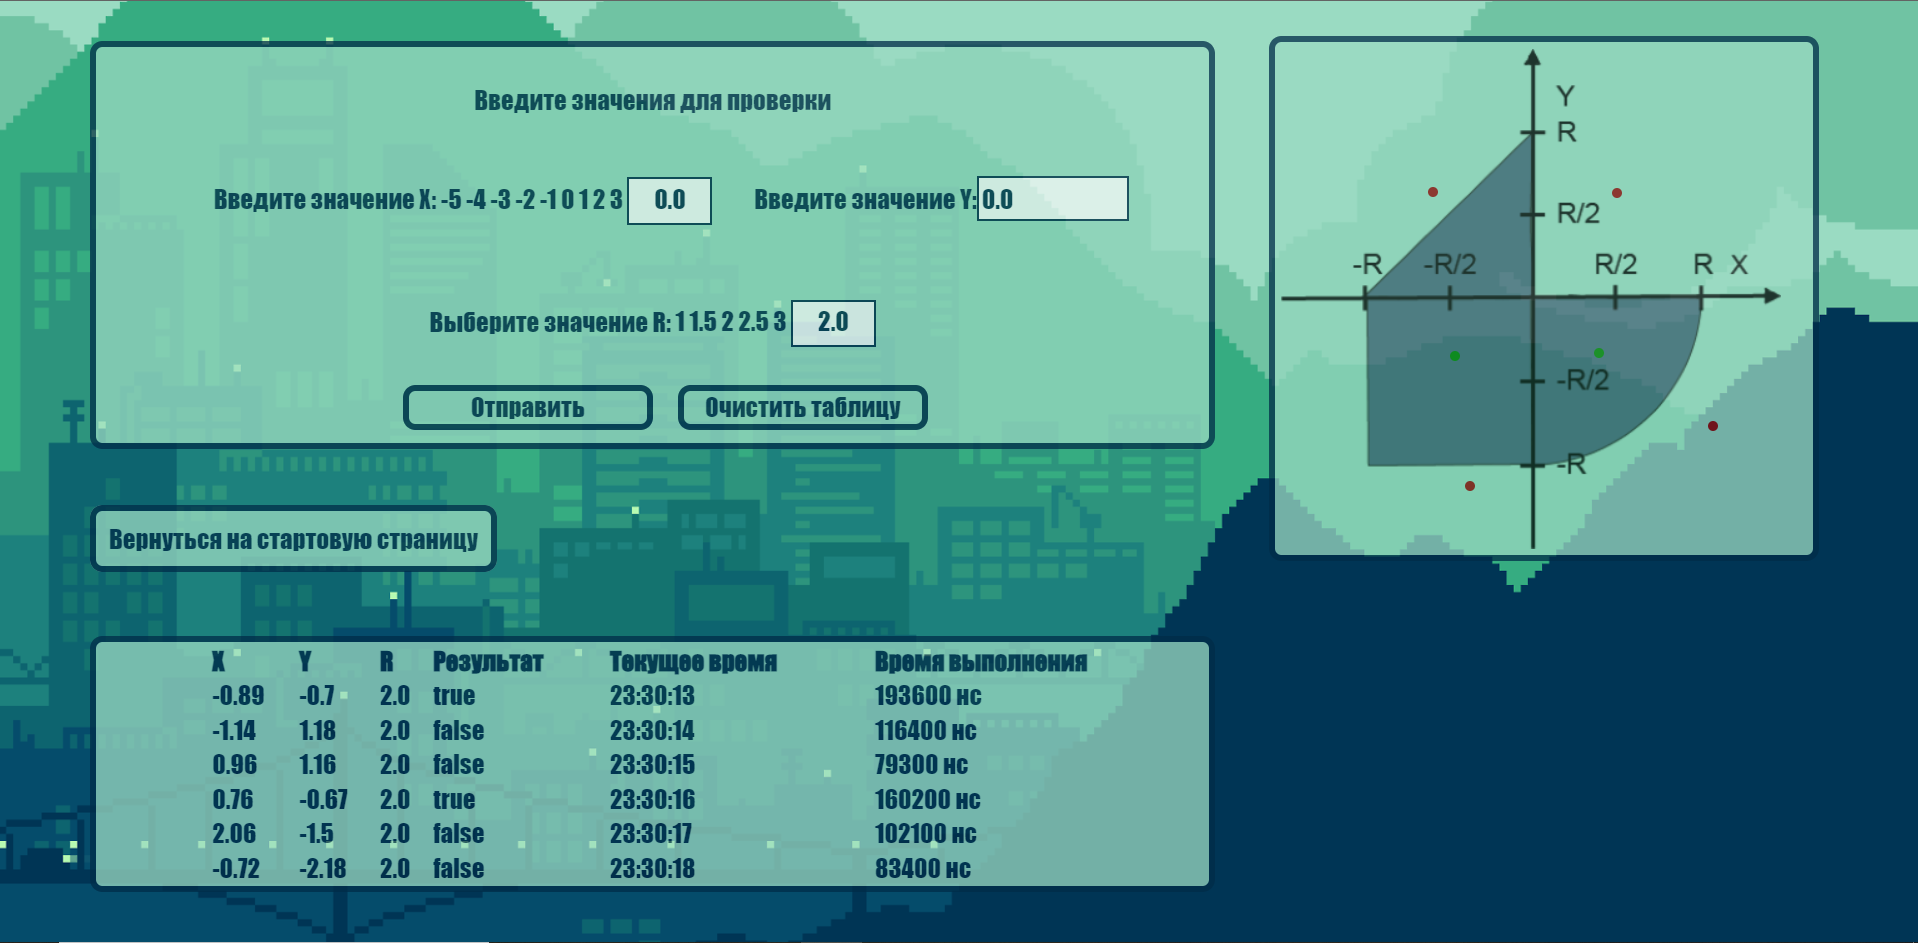 Введите значения для проверки
Введите значение X: -5 -4 -3 -2 -1 0 1 2 3 0.0 Введите значение Y: 0.0
Выберите значение R: 1 1.5 2 2.5 3 2.0
Отправить Очистить таблицу
Y
R
R/2
-R -R/2 R/2 R X
-R/2
-R
Вернуться на стартовую страницу
X Y R Результат Текущее время Время выполнения
-0.89 -0.7 2.0 true 23:30:13 193600 нс
-1.14 1.18 2.0 false 23:30:14 116400 нс
0.96 1.16 2.0 false 23:30:15 79300 нс
0.76 -0.67 2.0 true 23:30:16 160200 нс
2.06 -1.5 2.0 false 23:30:17 102100 нс
-0.72 -2.18 2.0 false 23:30:18 83400 нс